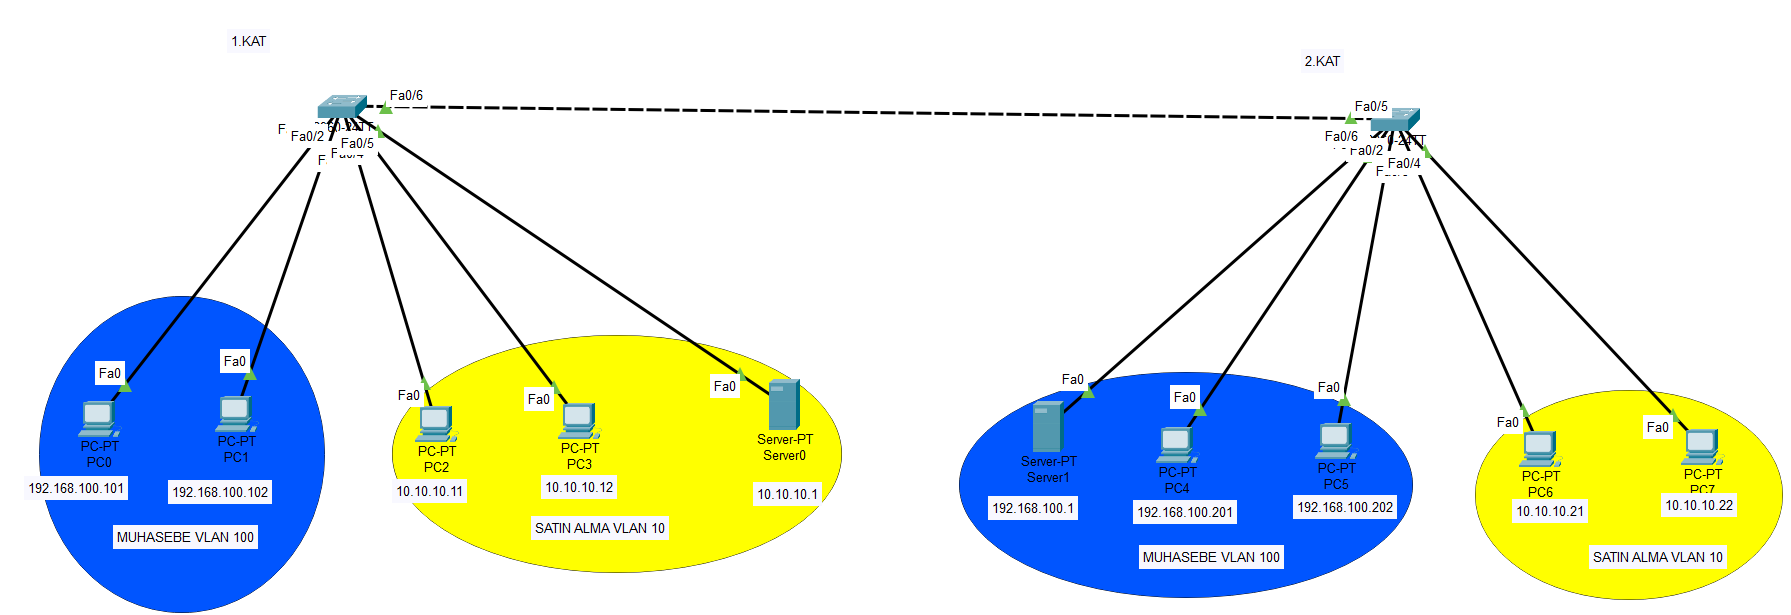 1.KAT
2.KAT
Fa0/6
Fa0/2
Fa0/5
Fa0/5
Fa0/6
Fa0/2
Fa0/4
Fa0
Fa0
Fa0
Fa0
Fa0
Fa0
Fa0
Fa0
Fa0
Fa0
PC-PT
PC0
192.168.100.101
PC-PT
PC1
192.168.100.102
MUHASEBE VLAN 100
PC-PT
PC2
10.10.10.11
PC-PT
PC3
10.10.10.12
Server-PT
Server0
10.10.10.1
SATIN ALMA VLAN 10
Server-PT
Server1
192.168.100.1
PC-PT
PC4
192.168.100.201
PC-PT
PC5
192.168.100.202
MUHASEBE VLAN 100
PC-PT
PC6
10.10.10.21
PC-PT
PC7
10.10.10.22
SATIN ALMA VLAN 10